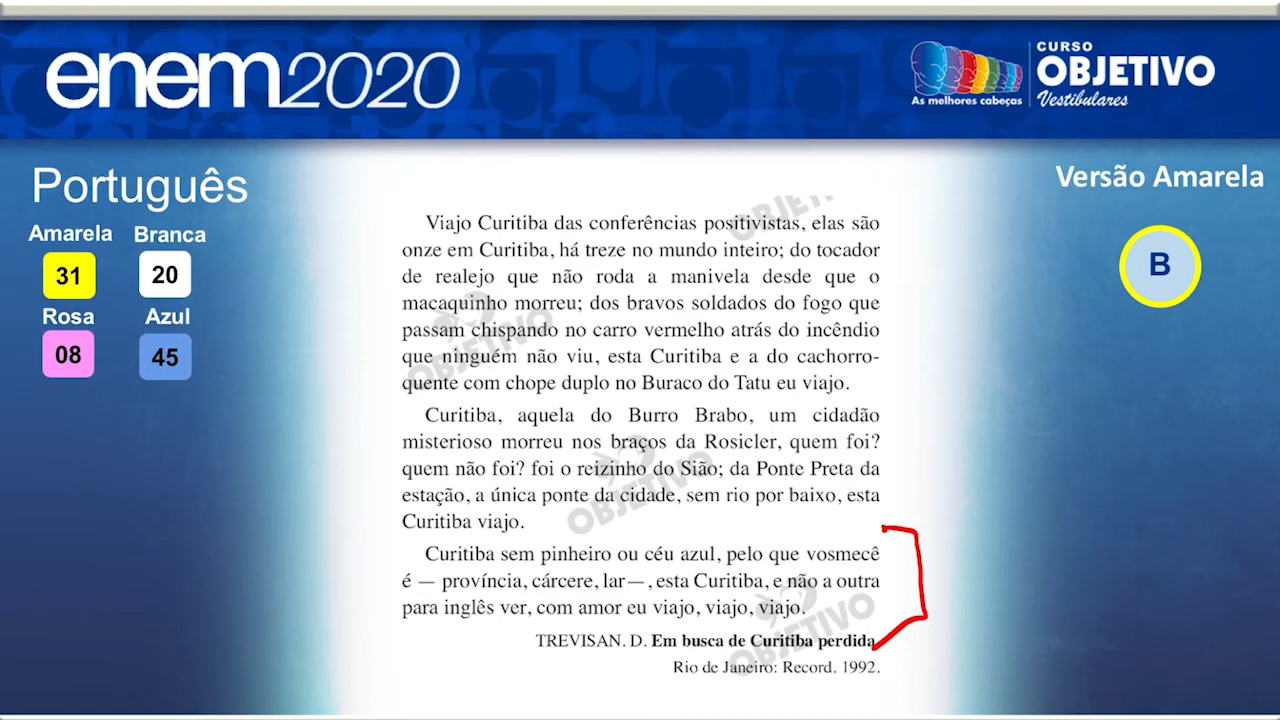 enem2020
CURSO
OBJETIVO
As melhores cabeças
Vestibulares
Português
Versão Amarela
Amarela
Branca
31
20
Rosa
Azul
08
45
B
Viajo Curitiba das conferências positivistas, elas são
onze em Curitiba, há treze no mundo inteiro; do tocador
de realejo que não roda a manivela desde que o
macaquinho morreu; dos bravos soldados do fogo que
passam chispando no carro vermelho atrás do incêndio
que ninguém não viu, esta Curitiba e a do cachorro-
quente com chope duplo no Buraco do Tatu eu viajo.
Curitiba, aquela do Burro Brabo, um cidadão
misterioso morreu nos braços da Rosicler, quem foi?
quem não foi? foi o reizinho do Sião; da Ponte Preta da
estação, a única ponte da cidade, sem rio por baixo, esta
Curitiba viajo.
Curitiba sem pinheiro ou céu azul, pelo que vosmecê
é — província, cárcere, lar—, esta Curitiba, e não a outra
para inglês ver, com amor eu viajo, viajo, viajo.
TREVISAN. D. Em busca de Curitiba perdida.
Rio de Janeiro: Record. 1992.
OBJETIVO
OBJETIVO
OBJETIVO